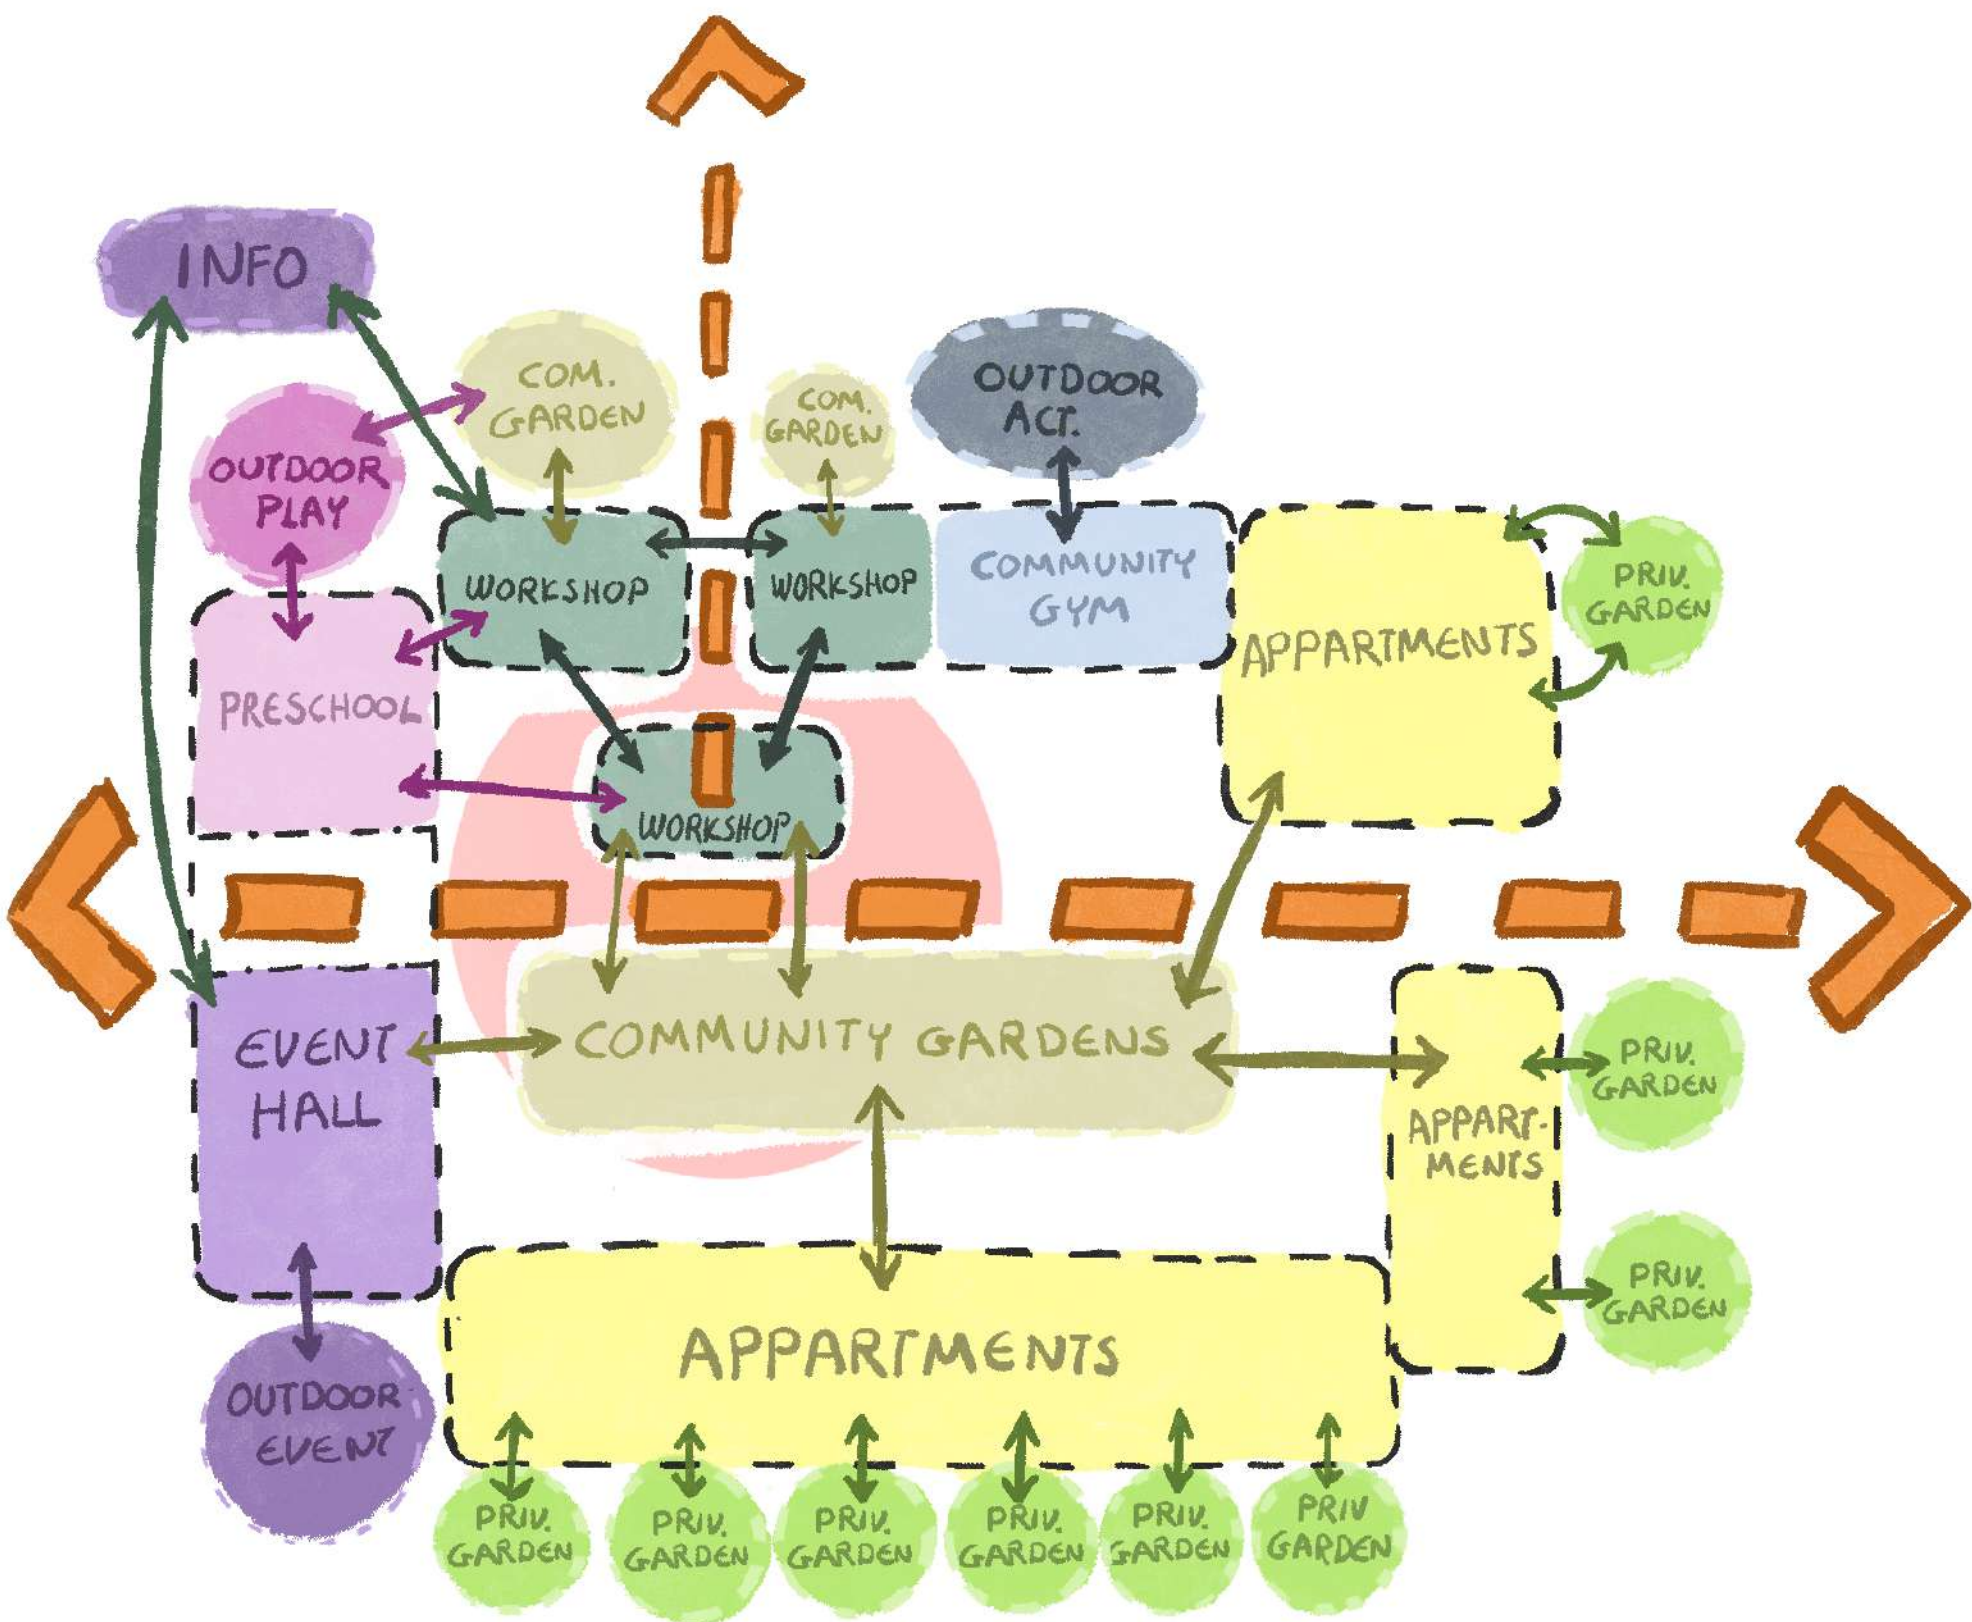 INFO
COM.
GARDEN
COM.
GARDEN
OUTDOOR
ACT.
OUTDOOR
PLAY
WORKSHOP
WORKSHOP
COMMUNITY
GYM
APPARTMENTS
PRIV.
GARDEN
PRESCHOOL
WORKSHOP
EVENT
HALL
COMMUNITY GARDENS
APPART-
MENTS
PRIV.
GARDEN
PRIV.
GARDEN
APPARTMENTS
OUTDOOR
EVENT
PRIV.
GARDEN
PRIV.
GARDEN
PRIV.
GARDEN
PRIV.
GARDEN
PRIV.
GARDEN
PRIV
GARDEN